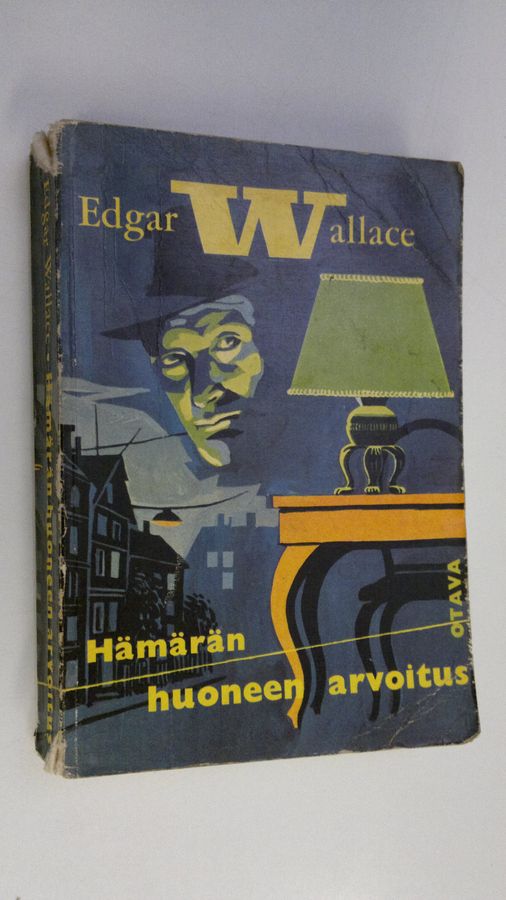 Edgar Wallace
Hämärän
huoneen arvoitus
OTAVA
Edgar Wallace • Hämärän huoneen arvoitus